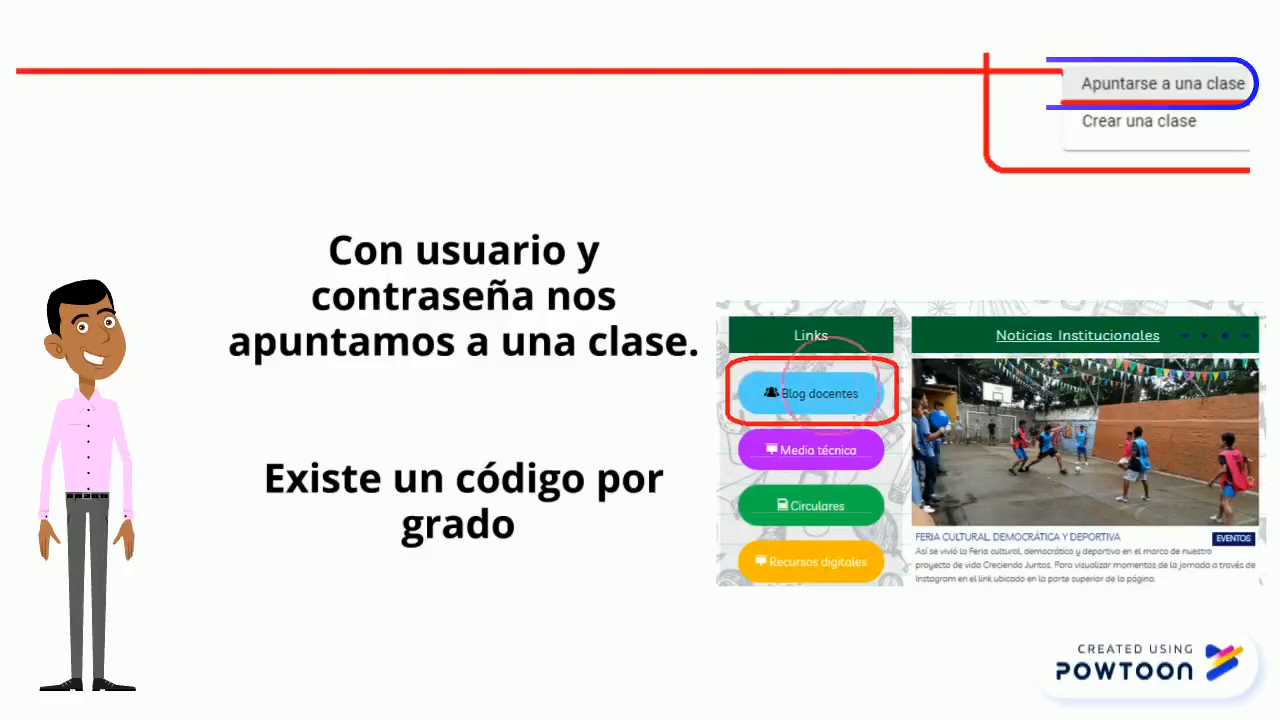 Apuntarse a una clase
Crear una clase
Con usuario y
contraseña nos
apuntamos a una clase.
Existe un código por
grado
Links
Blog docentes
Media técnica
Circulares
Recursos digitales
Noticias Institucionales
FERIA CULTURAL, DEMOCRÁTICA Y DEPORTIVA
EVENTOS
Así se vivió la Feria cultural, democrática y deportiva en el marco de nuestro
proyecto de vida Creciendo Juntos. Para visualizar momentos de la jornada a través de
Instagram en el link ubicado en la parte superior de la página.
CREATED USING
POWTOON